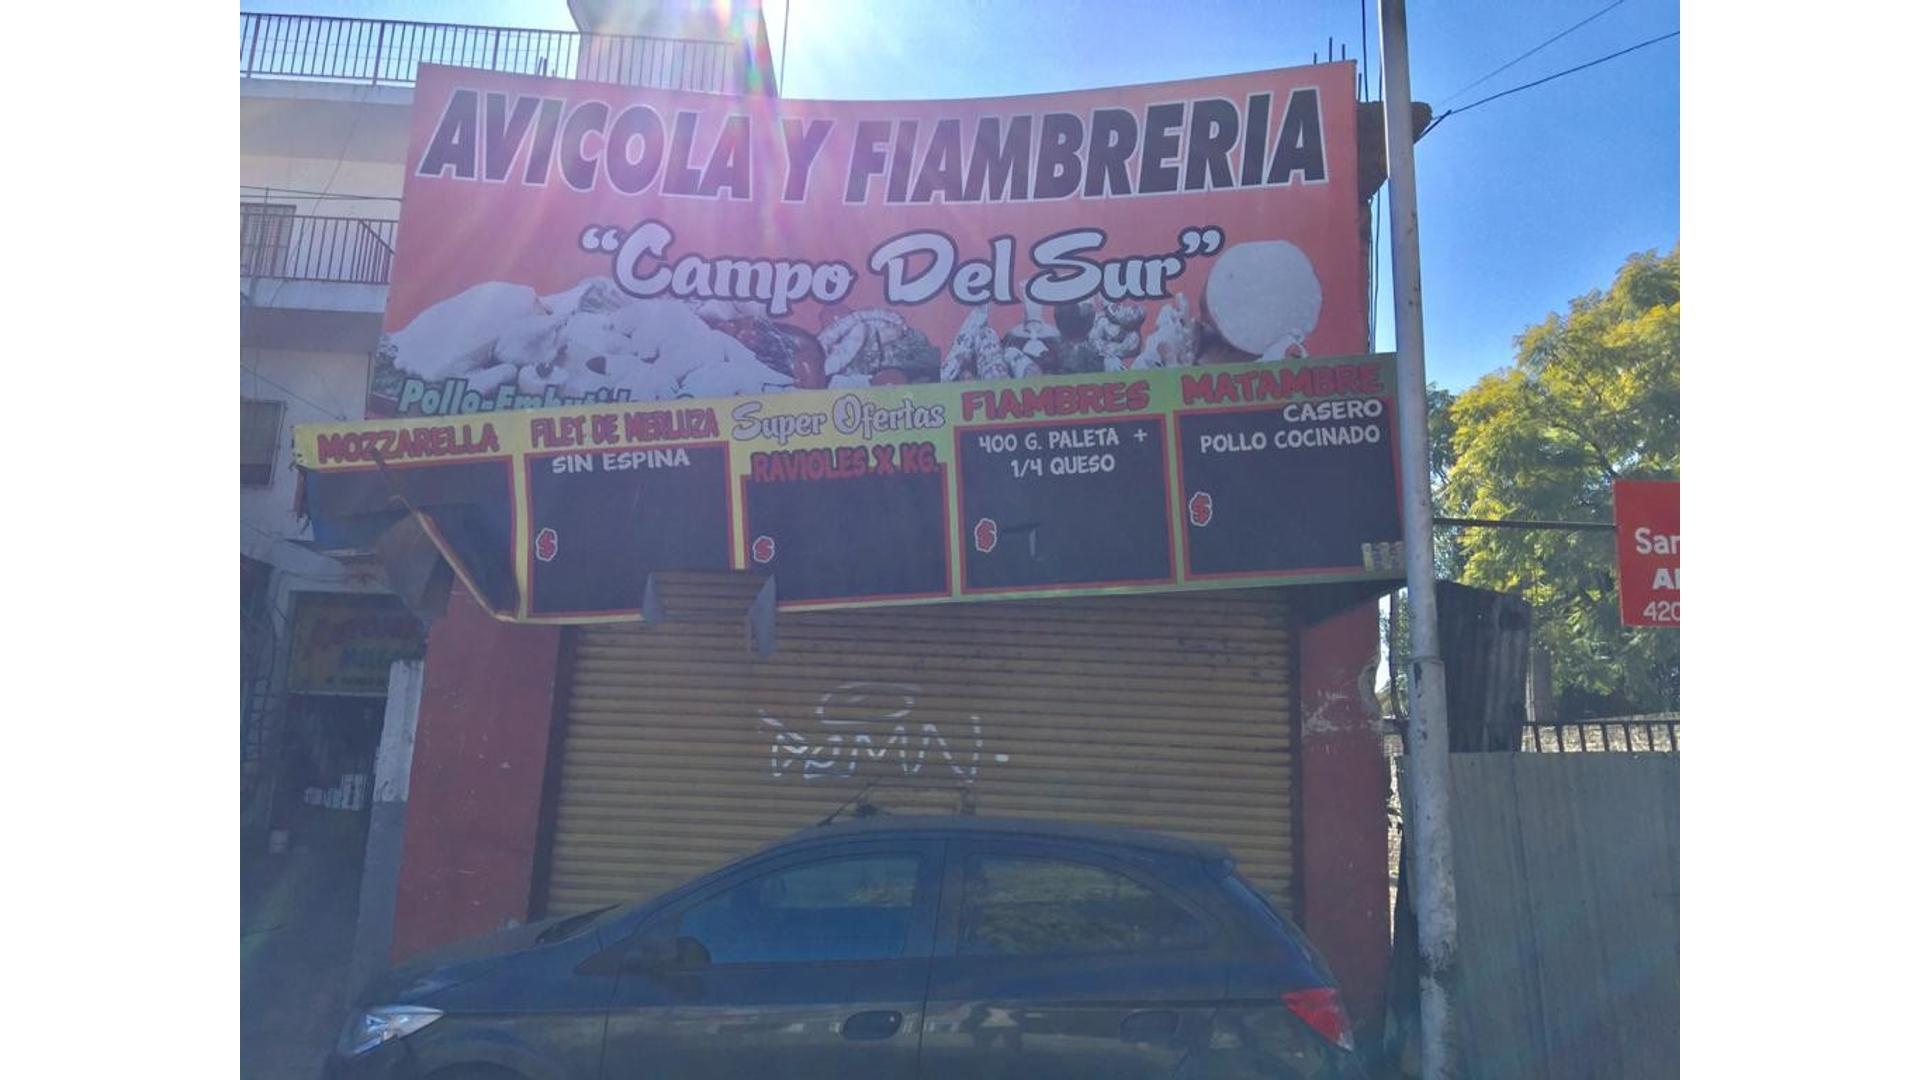 AVICOLA Y FIAMBRERIA
“Campo Del Sur”
MOZZARELLA
FILET DE MERLUZA
SIN ESPINA
$
Super Ofertas
RAVIOLES X KG.
$
FIAMBRES
400 G. PALETA +
1/4 QUESO
$
MATAMBRE
CASERO
POLLO COCINADO
$